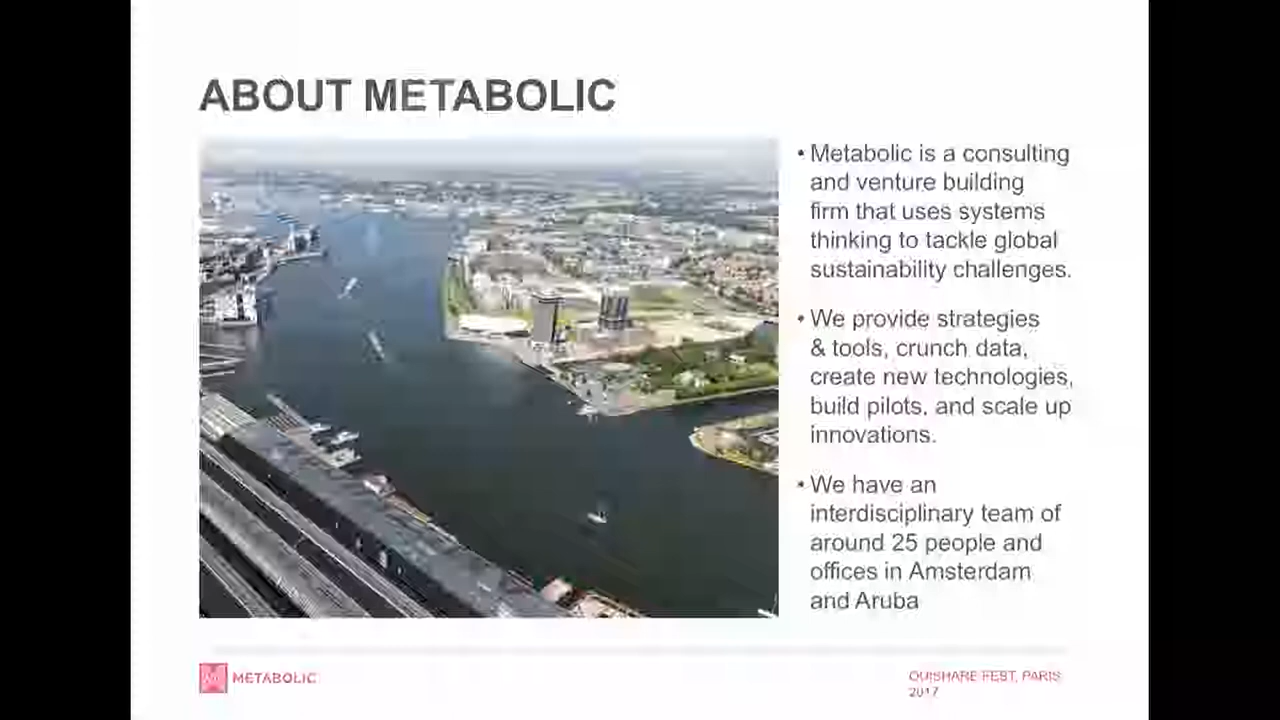 ABOUT METABOLIC
• Metabolic is a consulting
and venture building
firm that uses systems
thinking to tackle global
sustainability challenges.
• We provide strategies
& tools, crunch data,
create new technologies,
build pilots, and scale up
innovations.
• We have an
interdisciplinary team of
around 25 people and
offices in Amsterdam
and Aruba
METABOLIC
OUISHARE FEST, PARIS
2017